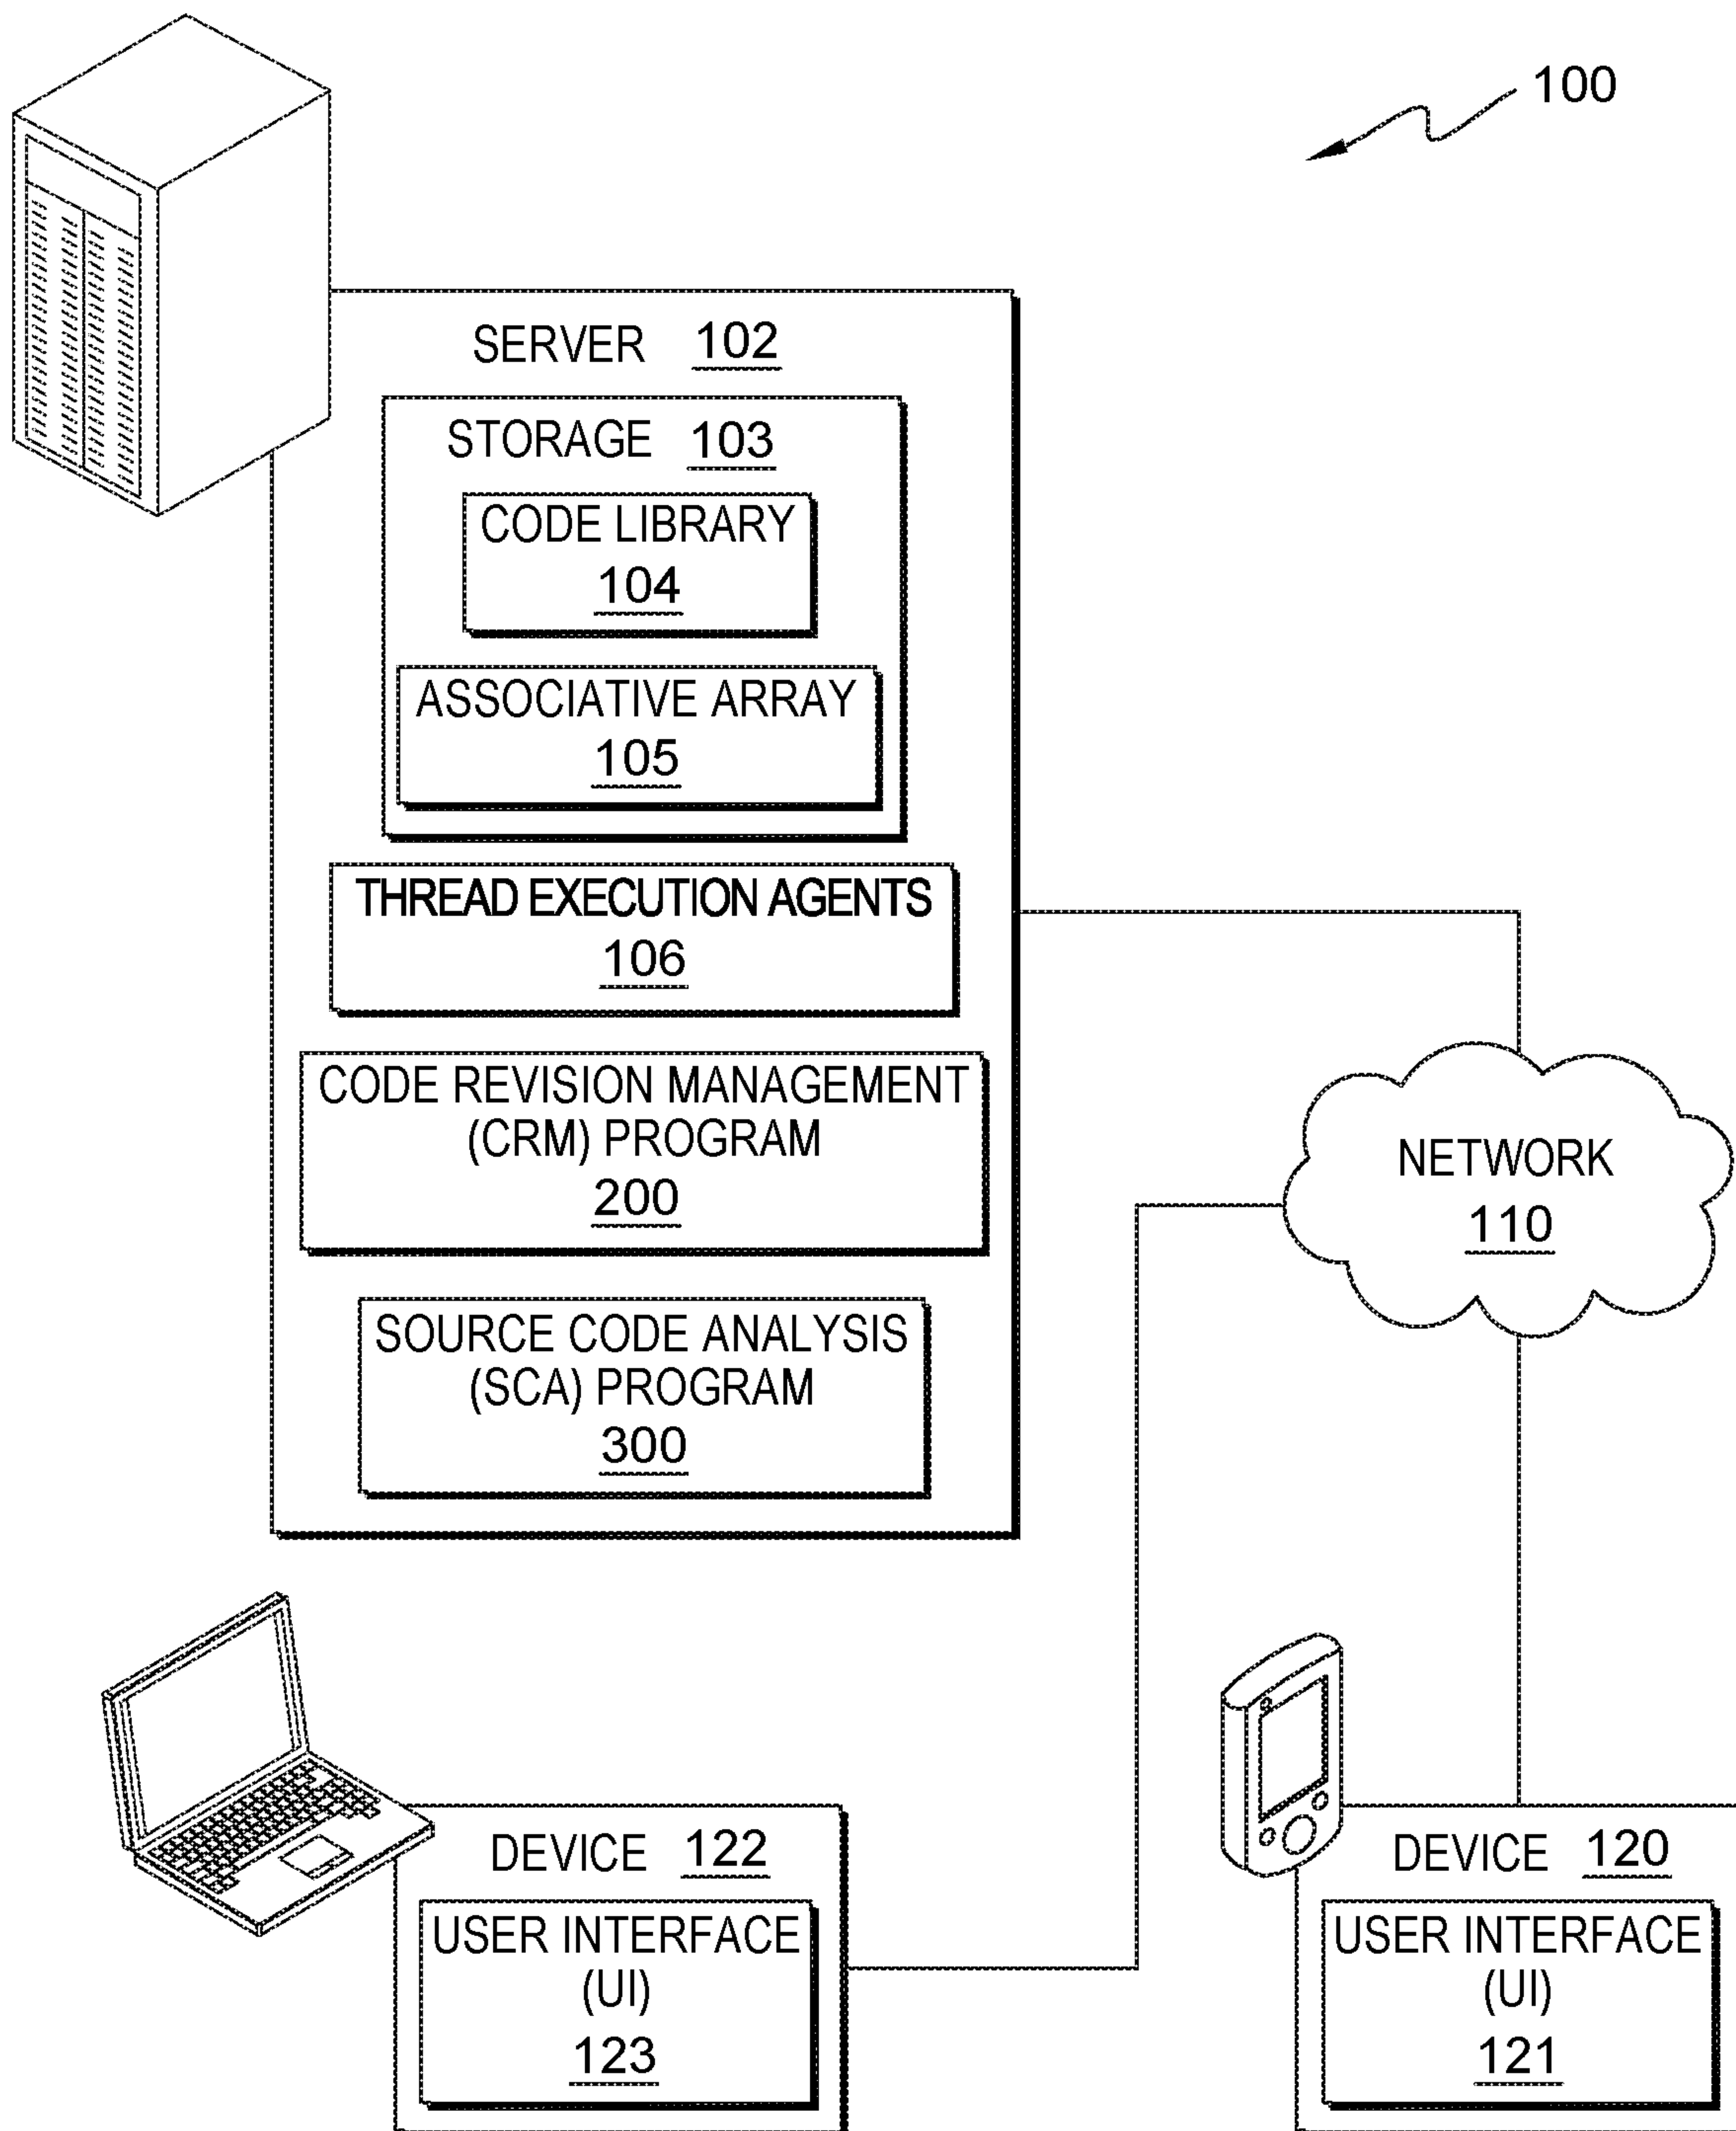 100
SERVER 102
STORAGE 103
CODE LIBRARY
104
ASSOCIATIVE ARRAY
105
THREAD EXECUTION AGENTS
106
CODE REVISION MANAGEMENT
(CRM) PROGRAM
200
SOURCE CODE ANALYSIS
(SCA) PROGRAM
300
NETWORK
110
DEVICE 122
USER INTERFACE
(UI)
123
DEVICE 120
USER INTERFACE
(UI)
121